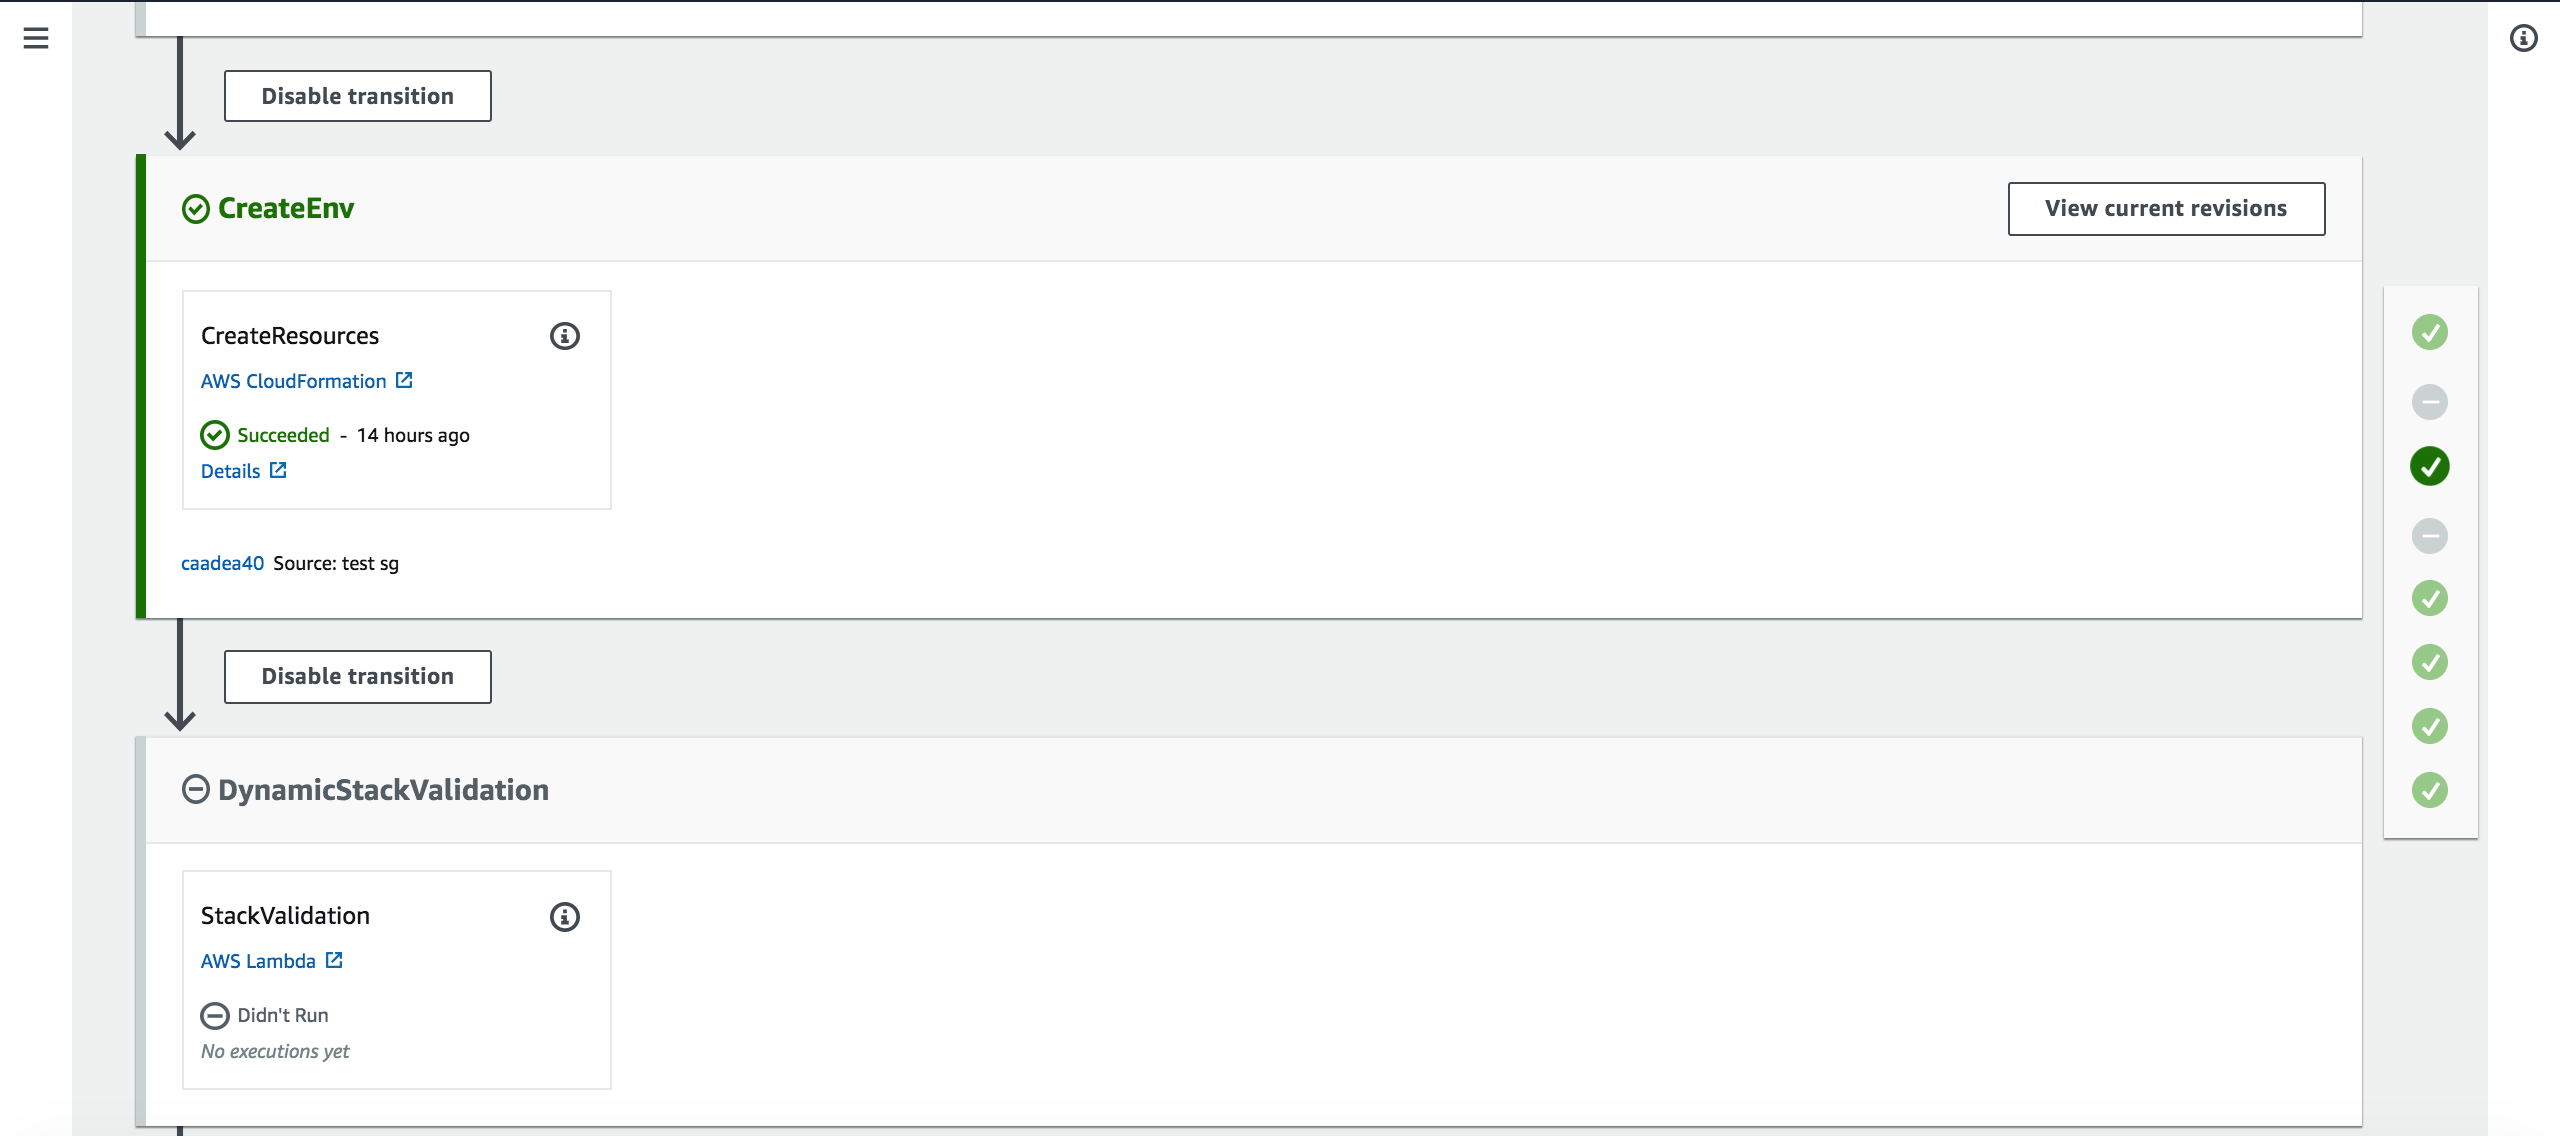 Disable transition
CreateEnv
View current revisions
CreateResources
AWS CloudFormation
Succeeded - 14 hours ago
Details
caadea40 Source: test sg
Disable transition
DynamicStackValidation
StackValidation
AWS Lambda
Didn't Run
No executions yet